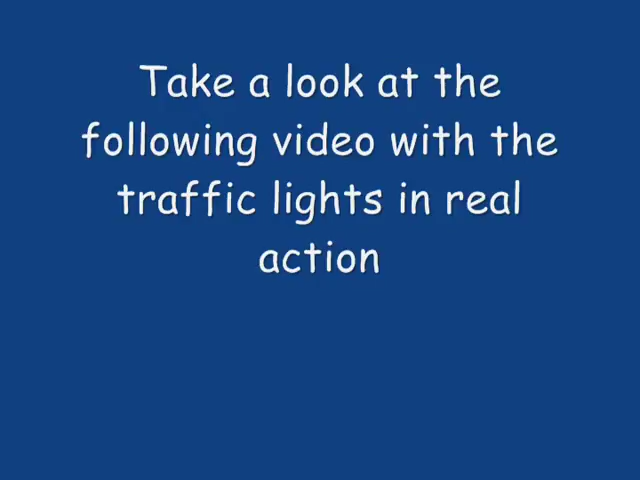 Take a look at the
following video with the
traffic lights in real
action